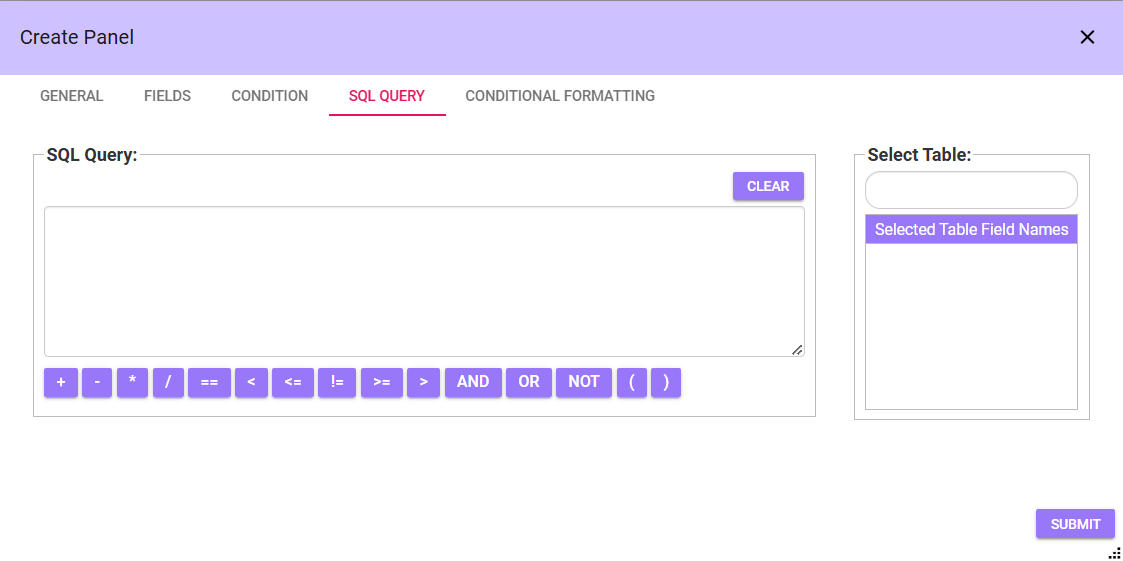 Create Panel
GENERAL FIELDS CONDITION SQL QUERY CONDITIONAL FORMATTING
SQL Query:
CLEAR
+ - * / == < <= != >= > AND OR NOT ( )
Select Table:
Selected Table Field Names
SUBMIT